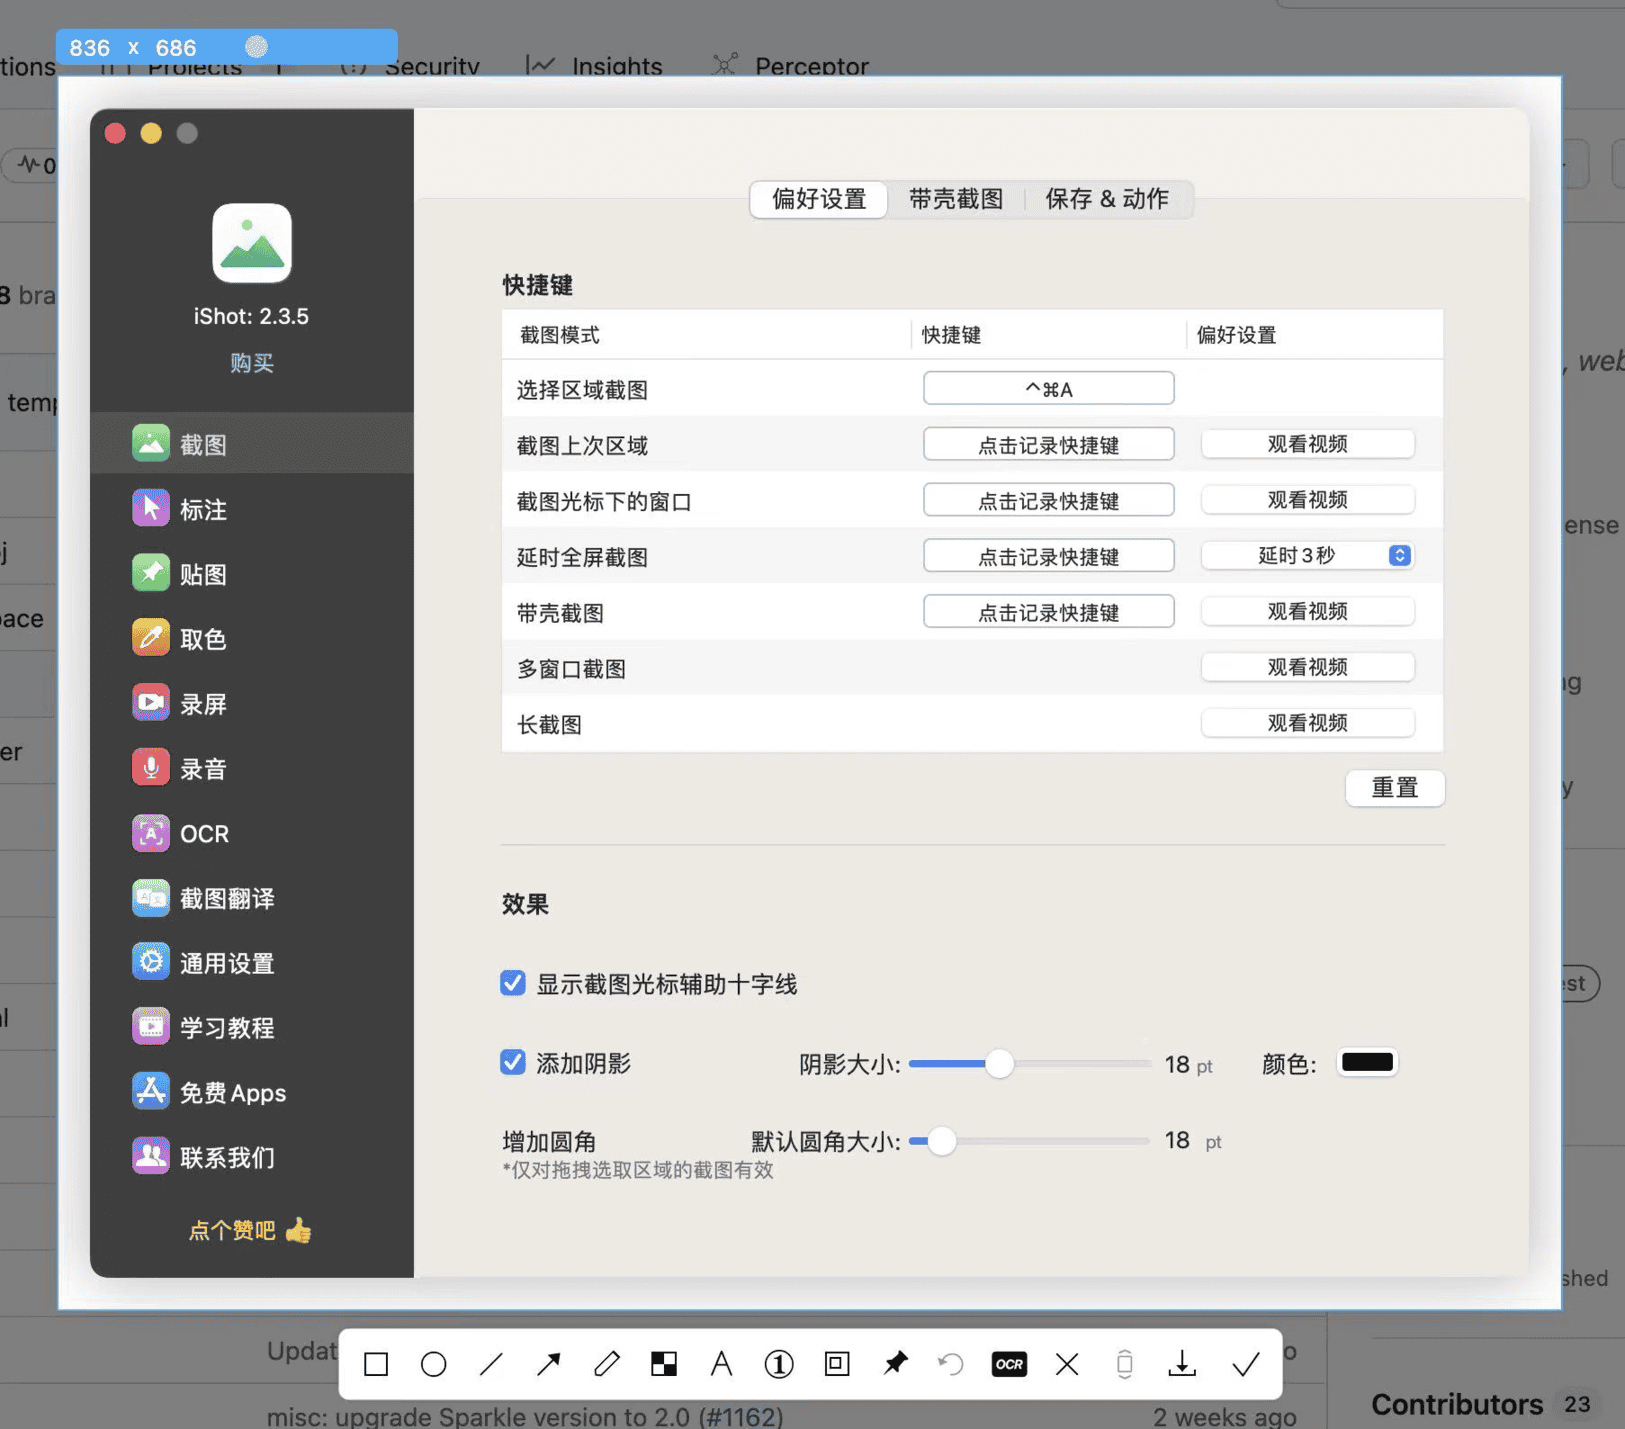 836 x 686
tions
Projects
Security
Insights
Perceptor
iShot: 2.3.5
购买
截图
标注
贴图
取色
录屏
录音
OCR
截图翻译
通用设置
学习教程
免费Apps
联系我们
点个赞吧 👍
偏好设置 带壳截图 保存 & 动作
快捷键
截图模式 快捷键 偏好设置
选择区域截图 ^⌘A
截图上次区域 点击记录快捷键 观看视频
截图光标下的窗口 点击记录快捷键 观看视频
延时全屏截图 点击记录快捷键 延时3秒
带壳截图 点击记录快捷键 观看视频
多窗口截图 观看视频
长截图 观看视频
重置
效果
显示截图光标辅助十字线
添加阴影 阴影大小: 18 pt 颜色:
增加圆角 默认圆角大小: 18 pt
*仅对拖拽选取区域的截图有效
0
8 bra
temp
j
pace
er
al
, web
ense
ng
y
est
shed
Updat
OCR
misc: upgrade Sparkle version to 2.0 (#1162) 2 weeks ago
Contributors 23